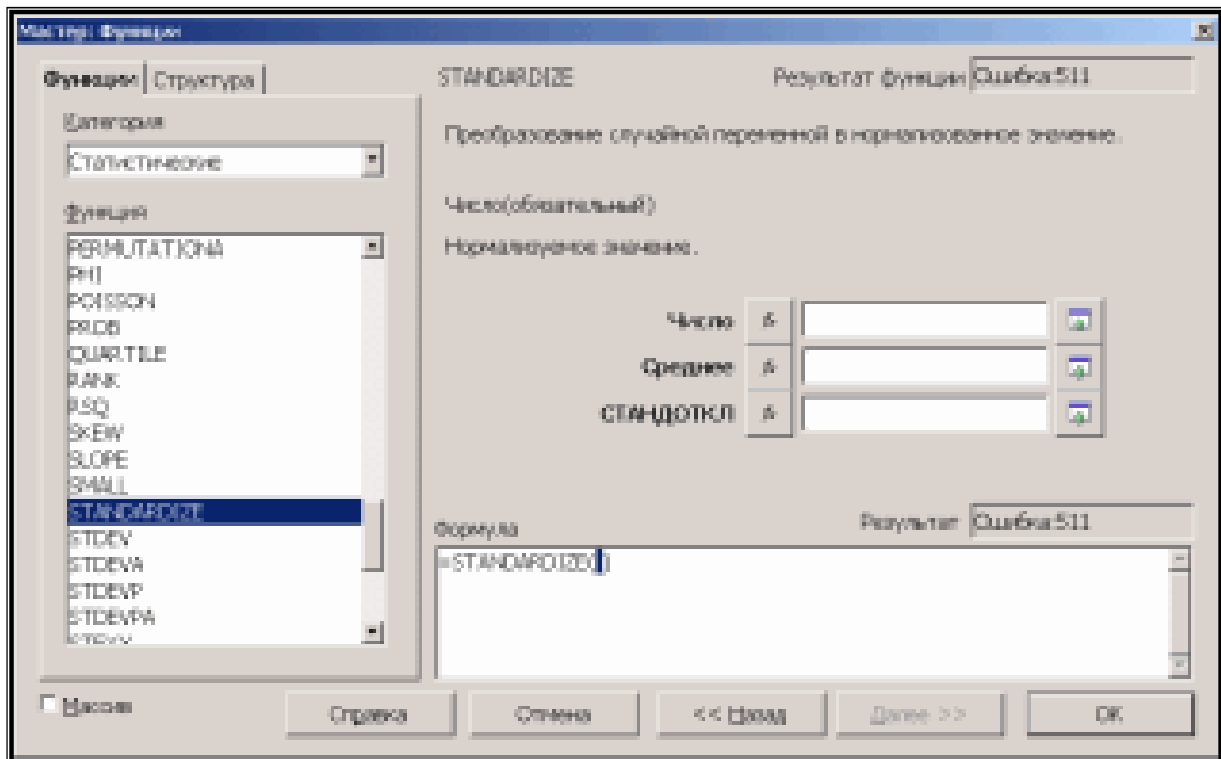 Мастер: Функции
Функции Структура
Категория
Статистические
Функция
PERMUTATIONA
PHI
POISSON
PROB
QUARTILE
RANK
RSQ
SKEW
SLOPE
SMALL
STANDARDIZE
STDEV
STDEVA
STDEVP
STDEVPA
Массив
STANDARDIZE
Результат функции Ошибка:511
Преобразование случайной переменной в нормализованное значение.
Число(обязательный)
Нормализуемое значение.
Число
Среднее
СТАНДОТКЛ
Формула
Результат Ошибка:511
=STANDARDIZE()
Справка
Отмена
<< Назад
Далее >>
ОК